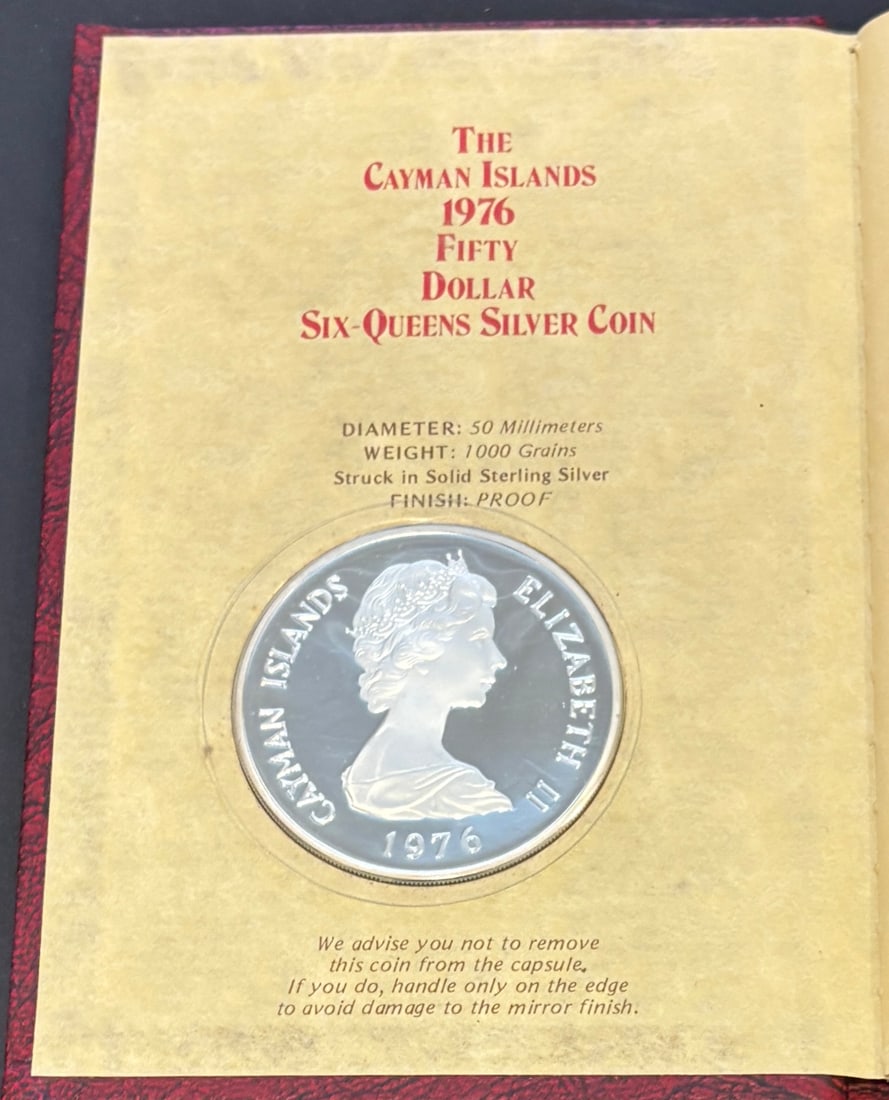 THE
CAYMAN ISLANDS
1976
FIFTY
DOLLAR
SIX-QUEENS SILVER COIN
DIAMETER: 50 Millimeters
WEIGHT: 1000 Grains
Struck in Solid Sterling Silver
FINISH: PROOF
CAYMAN ISLANDS
ELIZABETH II
1976
We advise you not to remove
this coin from the capsule.
If you do, handle only on the edge
to avoid damage to the mirror finish.